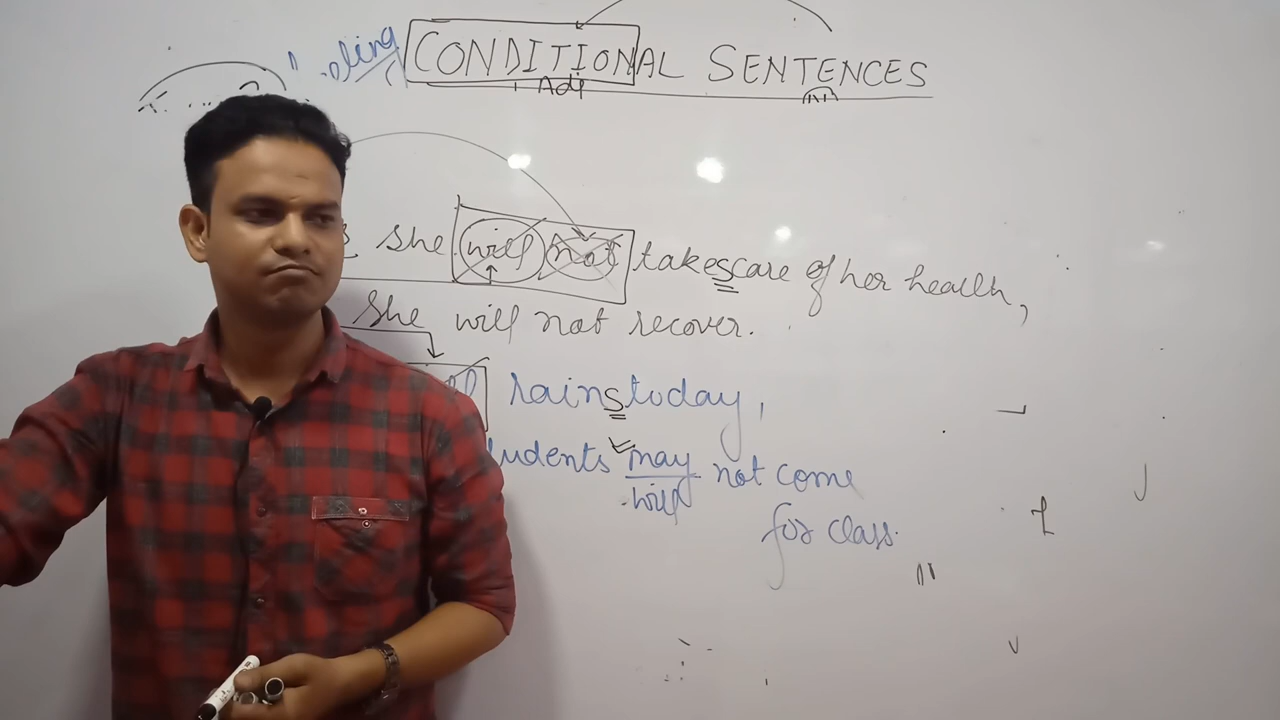 CONDITIONAL SENTENCES
Adj
(N)
she will not takes care of her health,
She will not recover.
rains today,
students may not come
will
for class.